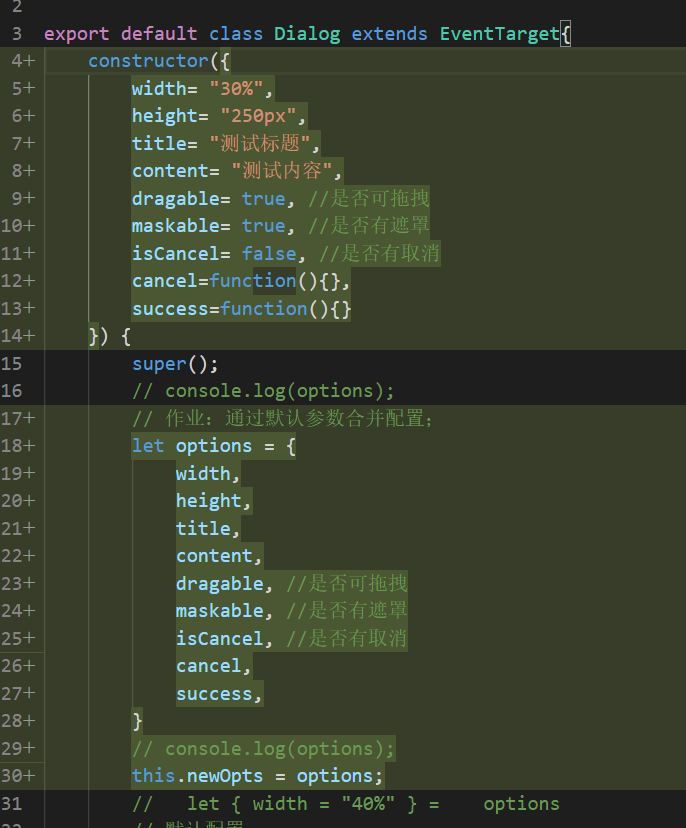 2
3 export default class Dialog extends EventTarget{
4+ constructor({
5+ width= "30%",
6+ height= "250px",
7+ title= "测试标题",
8+ content= "测试内容",
9+ dragable= true, //是否可拖拽
10+ maskable= true, //是否有遮罩
11+ isCancel= false, //是否有取消
12+ cancel=function(){},
13+ success=function(){}
14+ }) {
15 super();
16 // console.log(options);
17+ // 作业: 通过默认参数合并配置;
18+ let options = {
19+ width,
20+ height,
21+ title,
22+ content,
23+ dragable, //是否可拖拽
24+ maskable, //是否有遮罩
25+ isCancel, //是否有取消
26+ cancel,
27+ success,
28+ }
29+ // console.log(options);
30+ this.newOpts = options;
31 // let { width = "40%" } = options
// 默认配置